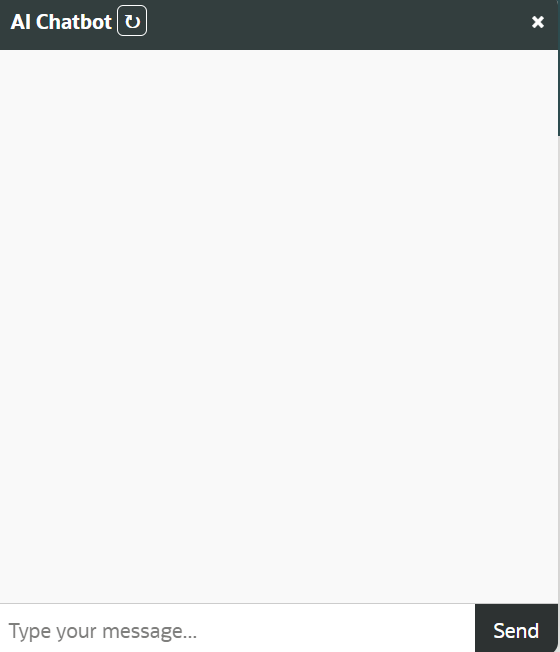 AI Chatbot ↻ ×
Type your message...
Send